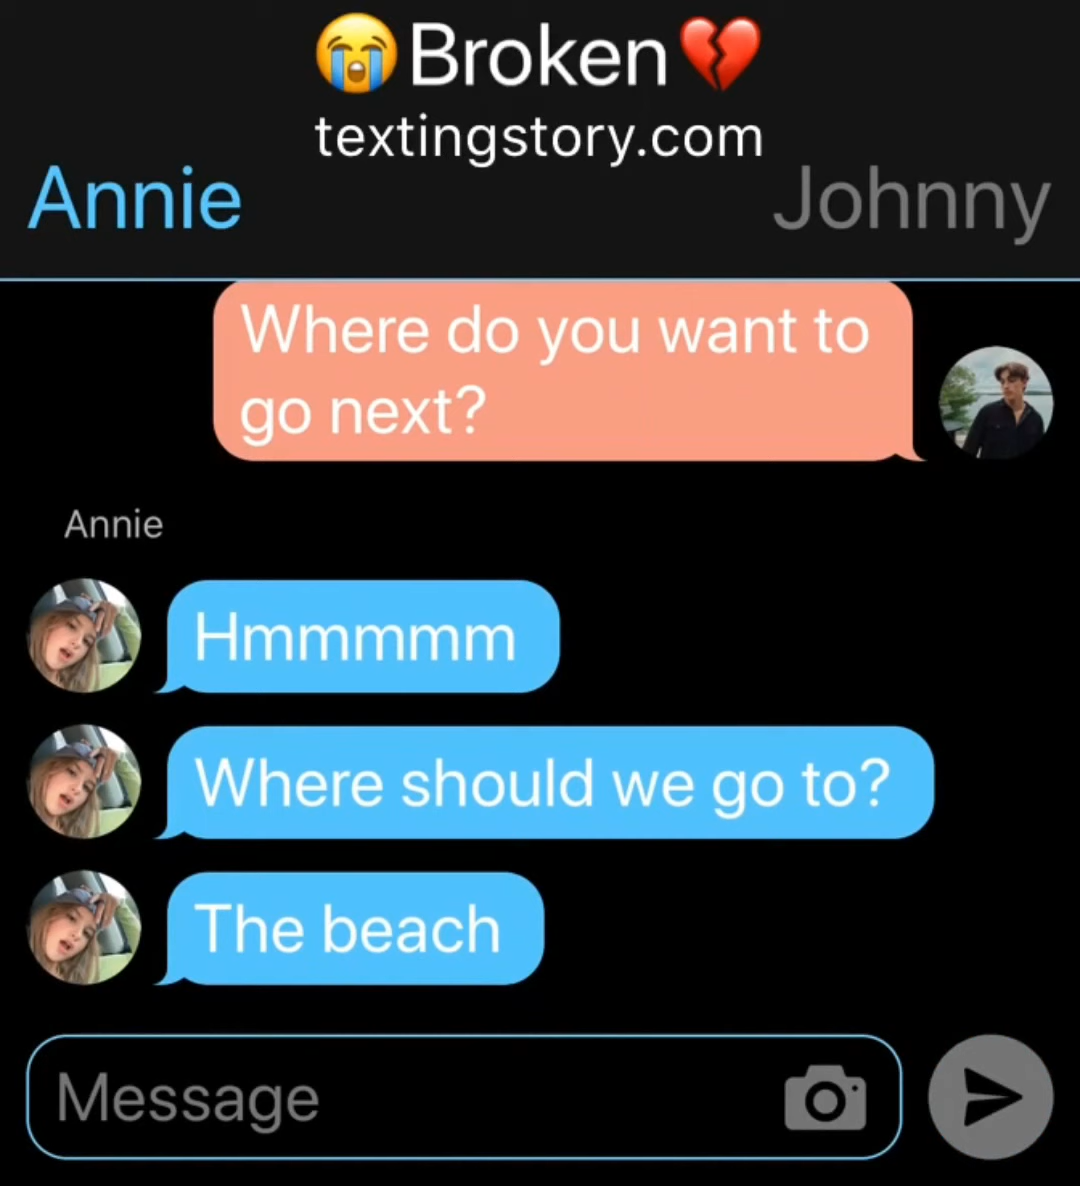 😭Broken💔
textingstory.com
Annie
Johnny
Where do you want to
go next?
Annie
Hmmmmm
Where should we go to?
The beach
Message